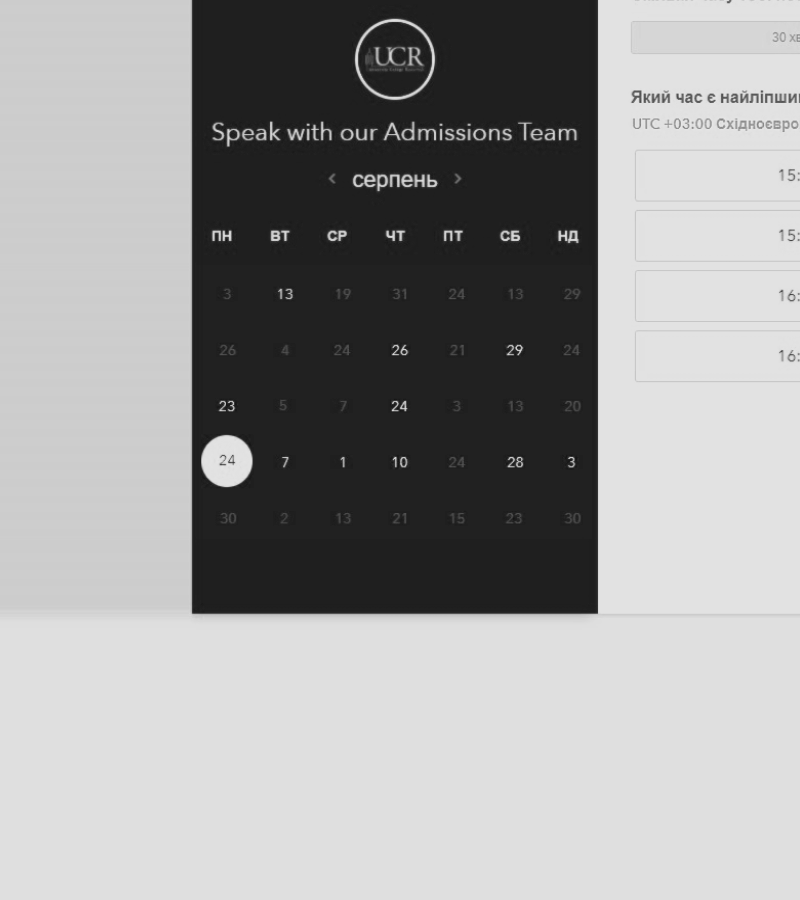 UCR
Speak with our Admissions Team
< серпень >
ПН ВТ СР ЧТ ПТ СБ НД
3 13 19 31 24 13 29
26 4 24 26 21 29 24
23 5 7 24 3 13 20
24 7 1 10 24 28 3
30 2 13 21 15 23 30
30 хв
Який час є найліпши
UTC +03:00 Східноєвро
15:
15:
16:
16: